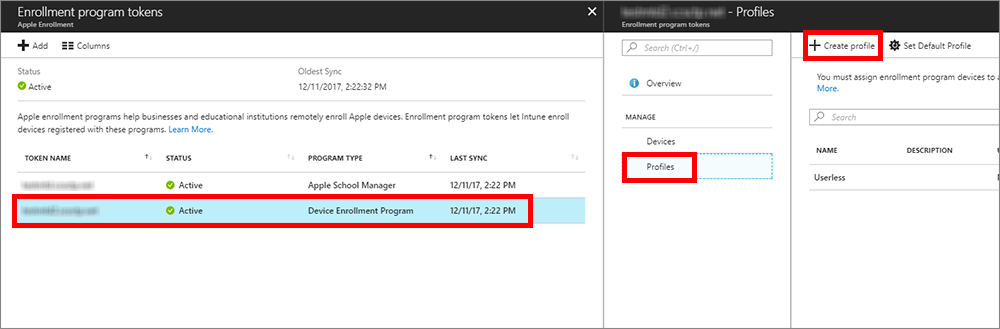 Enrollment program tokens
Apple Enrollment
Add
Columns
Status
Active
Oldest Sync
12/11/2017, 2:22:32 PM
Apple enrollment programs help businesses and educational institutions remotely enroll Apple devices. Enrollment program tokens let Intune enroll
devices registered with these programs. Learn More.
TOKEN NAME STATUS PROGRAM TYPE LAST SYNC
Active Apple School Manager 12/11/17, 2:22 PM
Active Device Enrollment Program 12/11/17, 2:22 PM
- Profiles
Enrollment program tokens
Search (Ctrl+/)
Overview
MANAGE
Devices
Profiles
Create profile
Set Default Profile
You must assign enrollment program devices to a
More.
Search
NAME DESCRIPTION
Userless